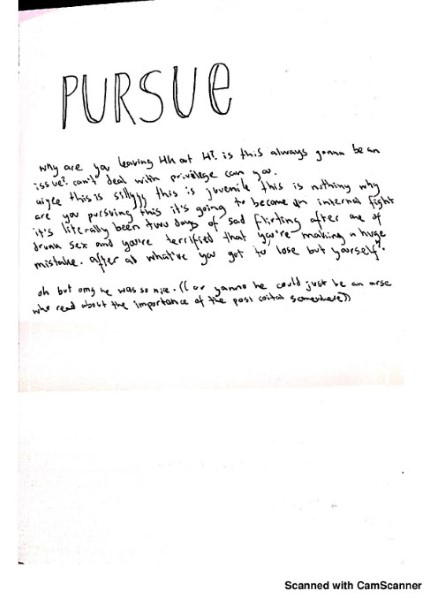 PURSUE
why are you leaving HH at H?. is this always gonna be an
issue? can't deal with privilege can you.
this is sillyyy this is juvenile this is nothing why
are you pursuing this it's going to become an internal fight
it's literally been two days of sad flirting after one of
drunk sex and you're terrified that you're making a huge
mistake. after all what've you got to lose but yourself?
oh but omg he was so nice. ((or yanno he could just be an arse
who read about the importance of the post coital somewhere))
Scanned with CamScanner